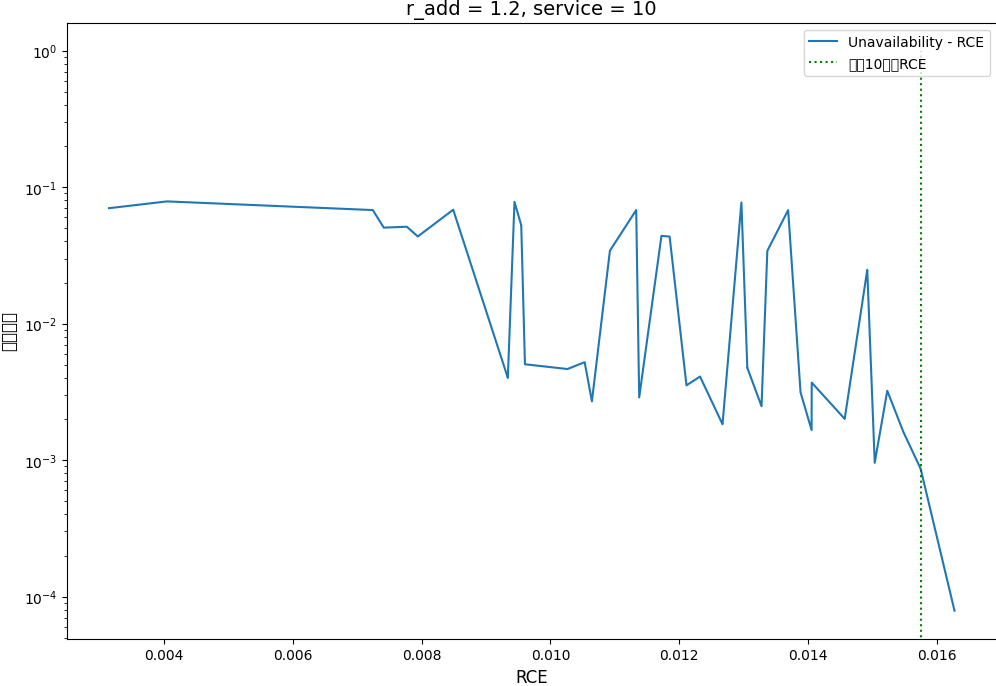 r_add = 1.2, service = 10
Unavailability - RCE
10 RCE
10⁰
10⁻¹
10⁻²
10⁻³
10⁻⁴
0.004 0.006 0.008 0.010 0.012 0.014 0.016
RCE